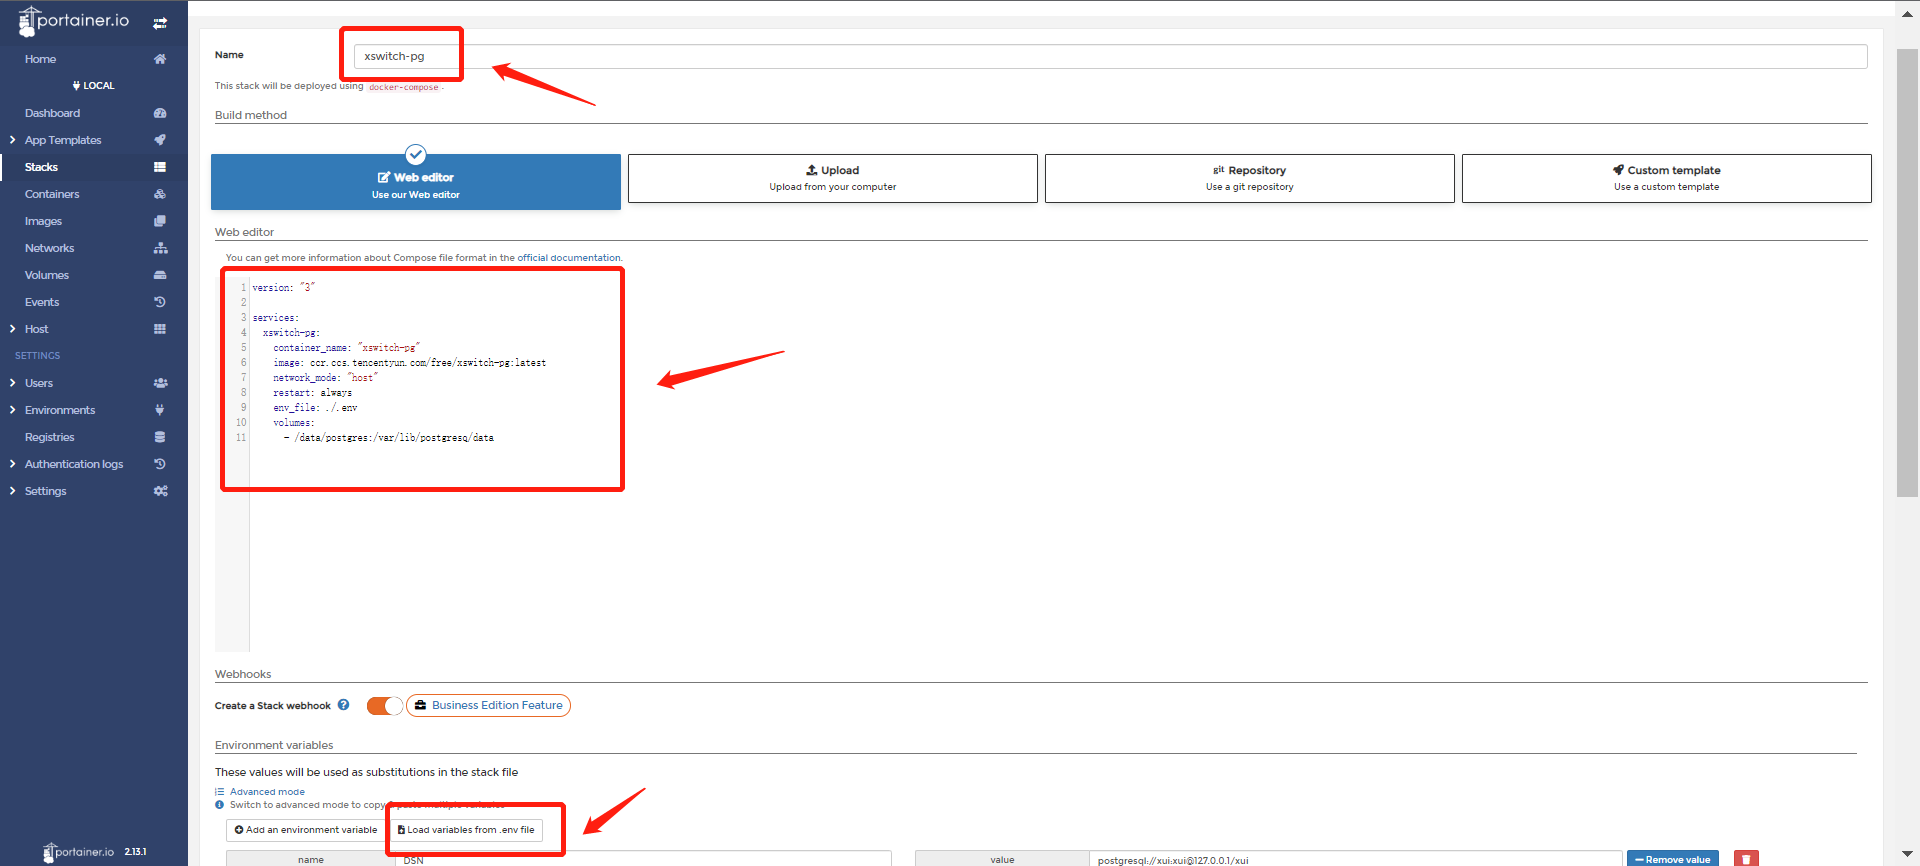 portainer.io
Home
LOCAL
Dashboard
App Templates
Stacks
Containers
Images
Networks
Volumes
Events
Host
SETTINGS
Users
Environments
Registries
Authentication logs
Settings
portainer.io 2.13.1
Name
xswitch-pg
This stack will be deployed using docker-compose.
Build method
Web editor
Use our Web editor
Upload
Upload from your computer
git Repository
Use a git repository
Custom template
Use a custom template
Web editor
You can get more information about Compose file format in the official documentation.
1 version: "3"
2
3 services:
4 xswitch-pg:
5 container_name: "xswitch-pg"
6 image: ccr.ccs.tencentyun.com/free/xswitch-pg:latest
7 network_mode: "host"
8 restart: always
9 env_file: ./.env
10 volumes:
11 - /data/postgres:/var/lib/postgresq/data
Webhooks
Create a Stack webhook
Business Edition Feature
Environment variables
These values will be used as substitutions in the stack file
Advanced mode
Switch to advanced mode to copy & paste multiple variables
Add an environment variable
Load variables from .env file
name DSN value postgresql://xui:xui@127.0.0.1/xui Remove value